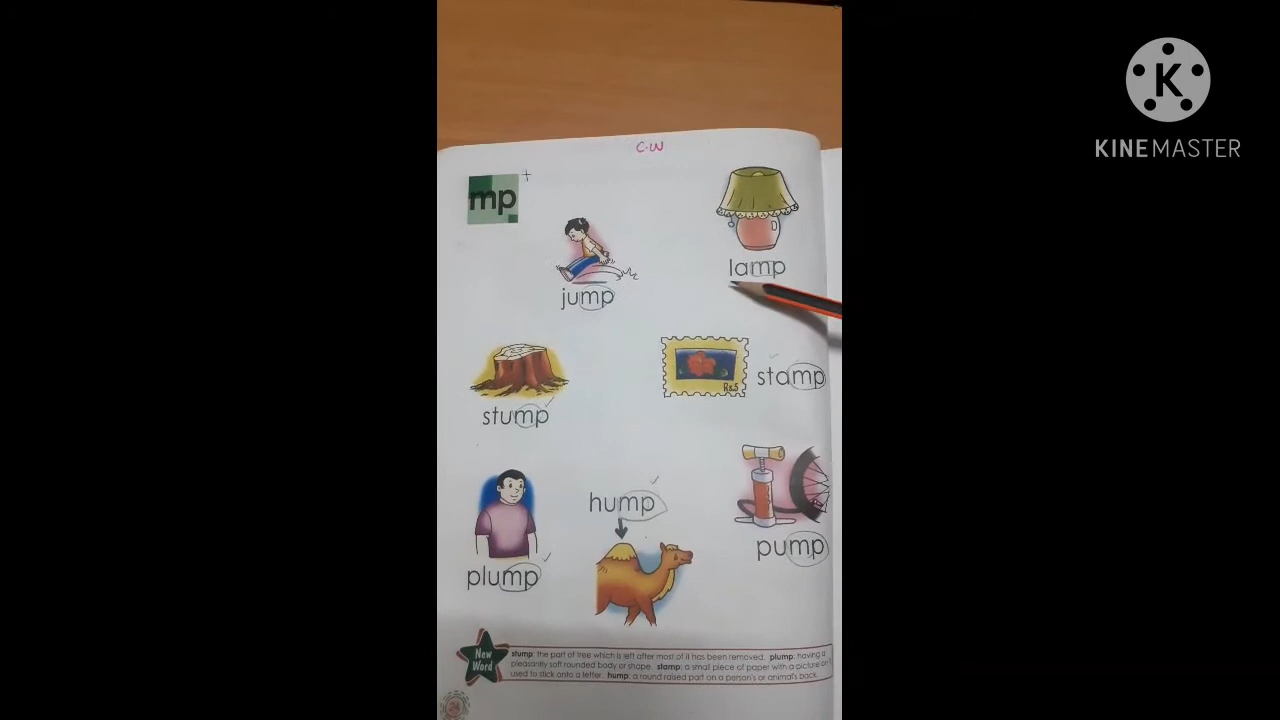 C.W
mp
+
lamp
jump
Rs.5
stamp
stump
hump
pump
plump
New
Word
stump: the part of tree which is left after most of it has been removed. plump: having a
pleasantly soft rounded body or shape. stamp: a small piece of paper with a picture on
used to stick onto a letter. hump: a round raised part on a person's or animal's back.
K
KINEMASTER